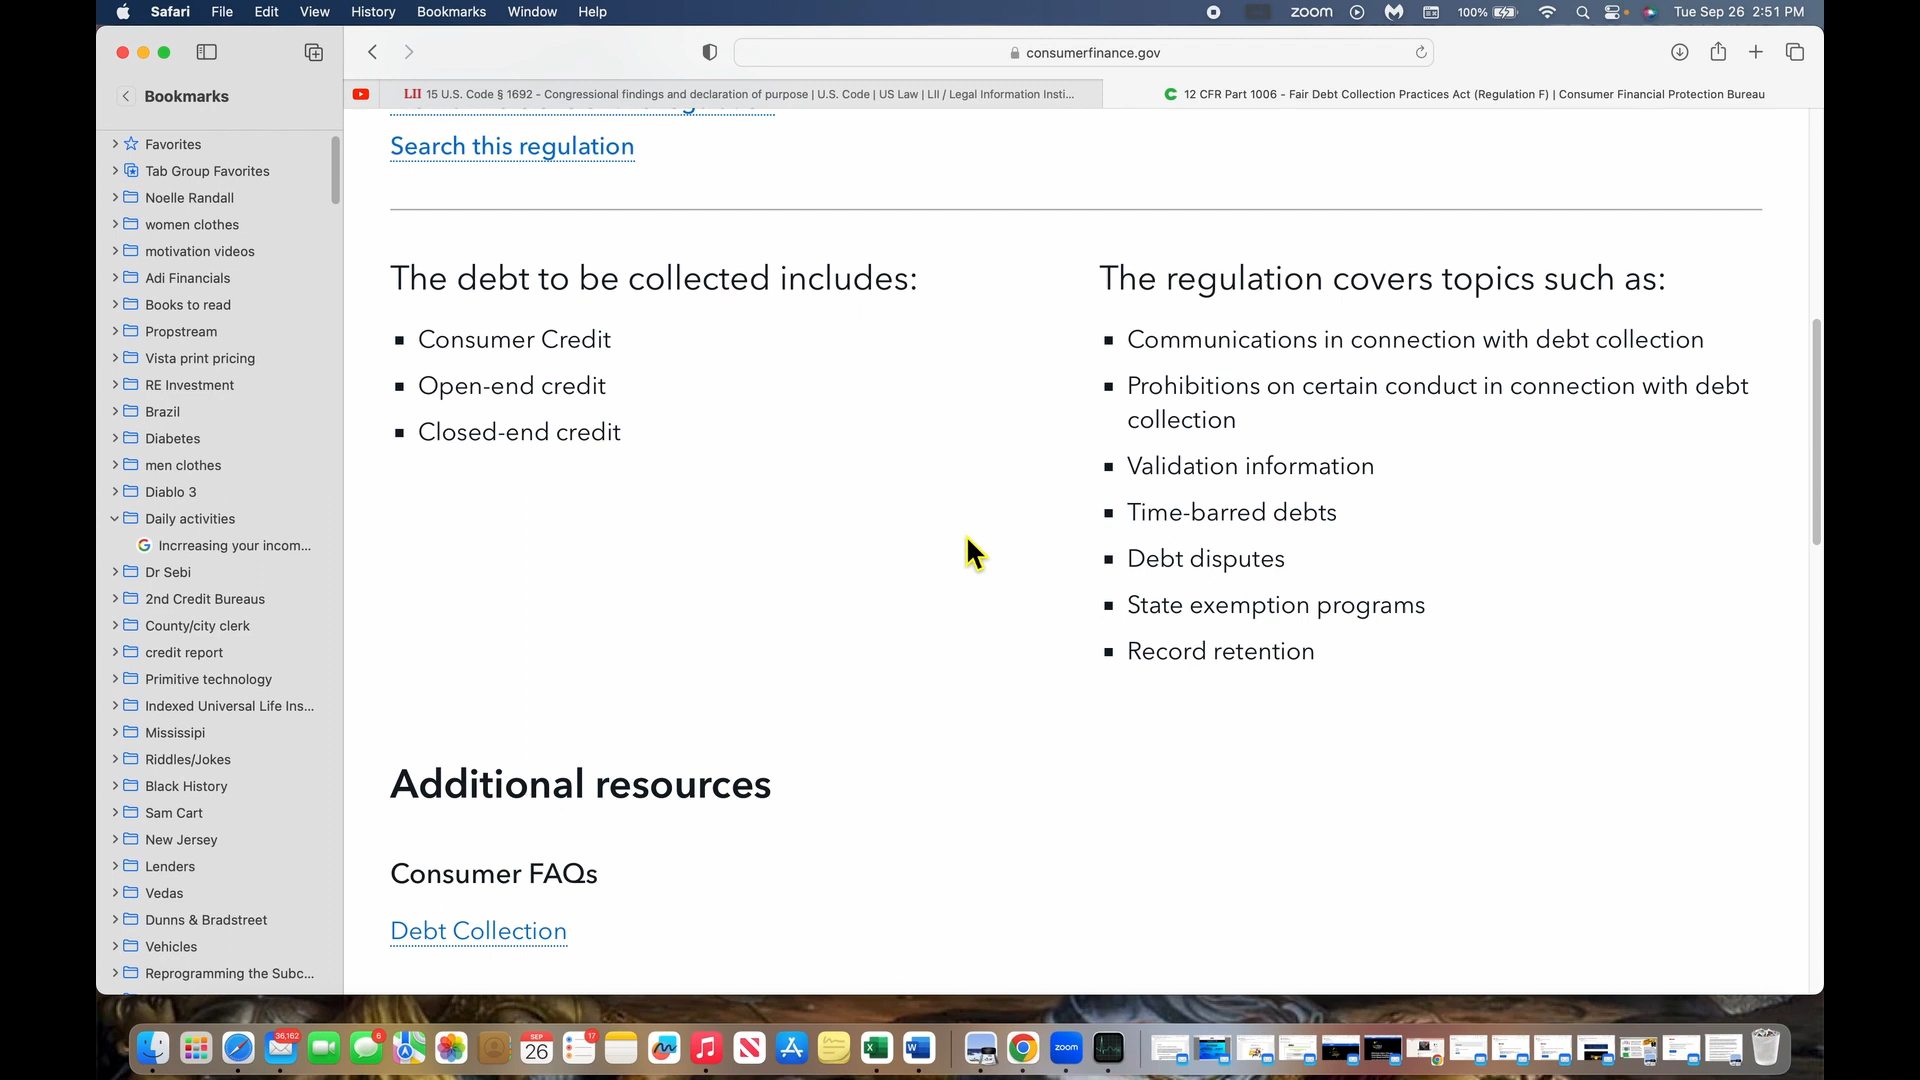 Safari File Edit View History Bookmarks Window Help
zoom 100% Tue Sep 26 2:51 PM
consumerfinance.gov
Bookmarks
LII 15 U.S. Code § 1692 - Congressional findings and declaration of purpose | U.S. Code | US Law | LII / Legal Information Insti...
12 CFR Part 1006 - Fair Debt Collection Practices Act (Regulation F) | Consumer Financial Protection Bureau
Favorites
Tab Group Favorites
Noelle Randall
women clothes
motivation videos
Adi Financials
Books to read
Propstream
Vista print pricing
RE Investment
Brazil
Diabetes
men clothes
Diablo 3
Daily activities
Incrreasing your incom...
Dr Sebi
2nd Credit Bureaus
County/city clerk
credit report
Primitive technology
Indexed Universal Life Ins...
Mississipi
Riddles/Jokes
Black History
Sam Cart
New Jersey
Lenders
Vedas
Dunns & Bradstreet
Vehicles
Reprogramming the Subc...
Search this regulation
The debt to be collected includes:
Consumer Credit
Open-end credit
Closed-end credit
The regulation covers topics such as:
Communications in connection with debt collection
Prohibitions on certain conduct in connection with debt
collection
Validation information
Time-barred debts
Debt disputes
State exemption programs
Record retention
Additional resources
Consumer FAQs
Debt Collection
36,162
6
SEP
26
17
zoom